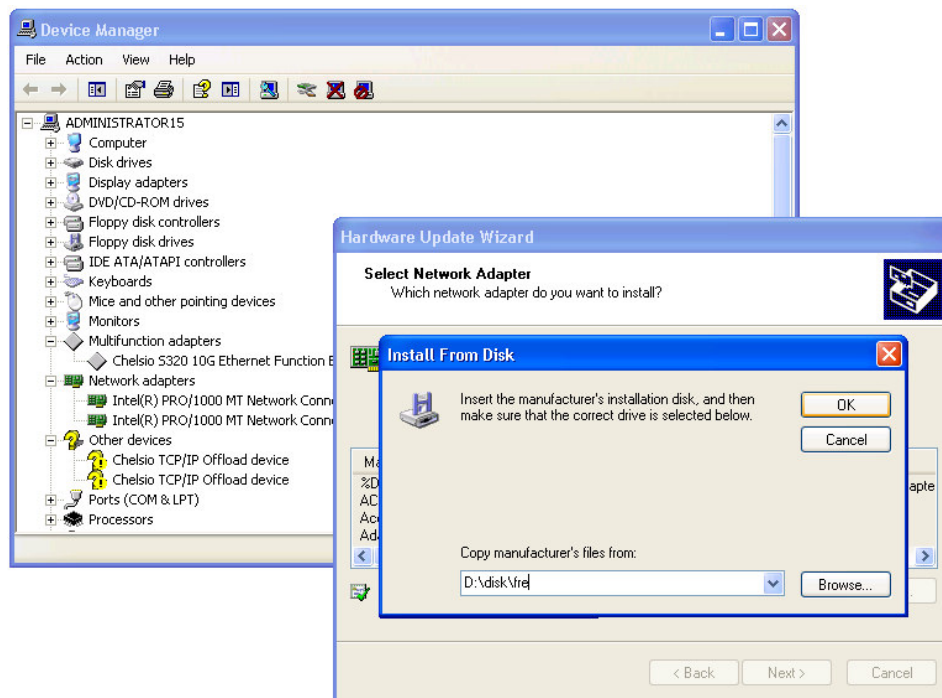 Device Manager
File Action View Help
ADMINISTRATOR15
Computer
Disk drives
Display adapters
DVD/CD-ROM drives
Floppy disk controllers
Floppy disk drives
IDE ATA/ATAPI controllers
Keyboards
Mice and other pointing devices
Monitors
Multifunction adapters
Chelsio S320 10G Ethernet Function
Network adapters
Intel(R) PRO/1000 MT Network
Intel(R) PRO/1000 MT Network
Other devices
Chelsio TCP/IP Offload device
Chelsio TCP/IP Offload device
Ports (COM & LPT)
Processors
Hardware Update Wizard
Select Network Adapter
Which network adapter do you want to install?
Install From Disk
Insert the manufacturer's installation disk, and then
make sure that the correct drive is selected below.
OK
Cancel
Copy manufacturer's files from:
D:\disk\fre
Browse...
< Back Next > Cancel